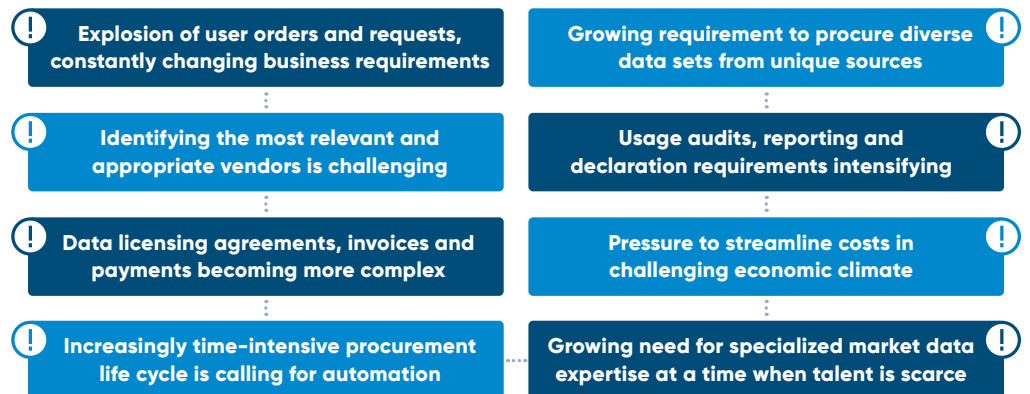 Explosion of user orders and requests,
constantly changing business requirements
Identifying the most relevant and
appropriate vendors is challenging
Data licensing agreements, invoices and
payments becoming more complex
Increasingly time-intensive procurement
life cycle is calling for automation
Growing requirement to procure diverse
data sets from unique sources
Usage audits, reporting and
declaration requirements intensifying
Pressure to streamline costs in
challenging economic climate
Growing need for specialized market data
expertise at a time when talent is scarce